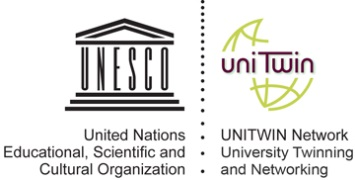 UNESCO
United Nations
Educational, Scientific and
Cultural Organization
uniTwin
UNITWIN Network
University Twinning
and Networking